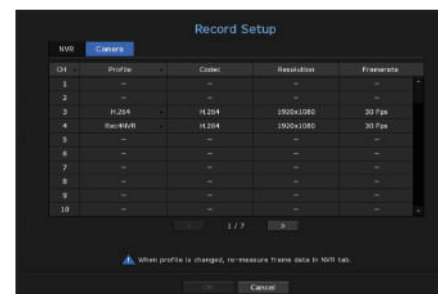 Record Setup
NVR Camera
CH Profile Codec Resolution Framerate
1 – – – –
2 – – – –
3 H.264 H.264 1920x1080 30 Fps
4 Rec4NVR H.264 1920x1080 30 Fps
5 – – – –
6 – – – –
7 – – – –
8 – – – –
9 – – – –
10 – – – –
< 1 / 7 >
When profile is changed, re-measure frame data in NVR tab.
OK Cancel